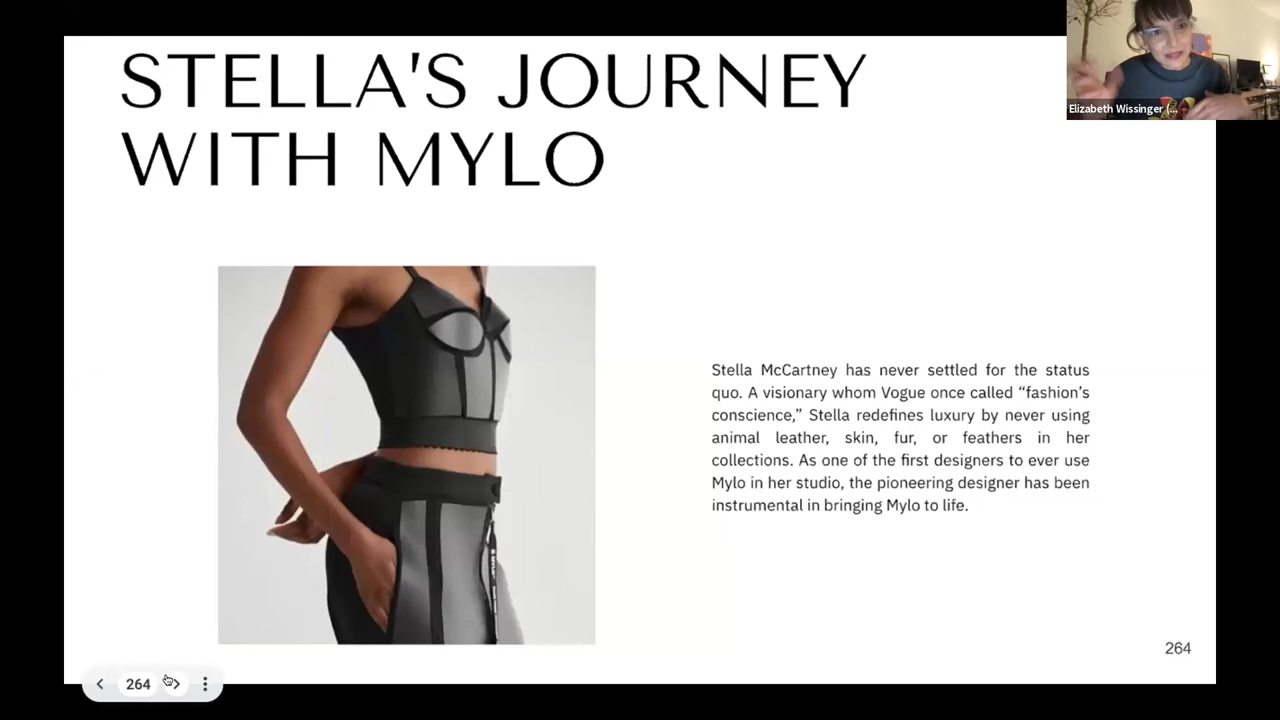 STELLA'S JOURNEY
WITH MYLO
Elizabeth Wissinger (...
Stella McCartney has never settled for the status
quo. A visionary whom Vogue once called “fashion’s
conscience,” Stella redefines luxury by never using
animal leather, skin, fur, or feathers in her
collections. As one of the first designers to ever use
Mylo in her studio, the pioneering designer has been
instrumental in bringing Mylo to life.
264
264